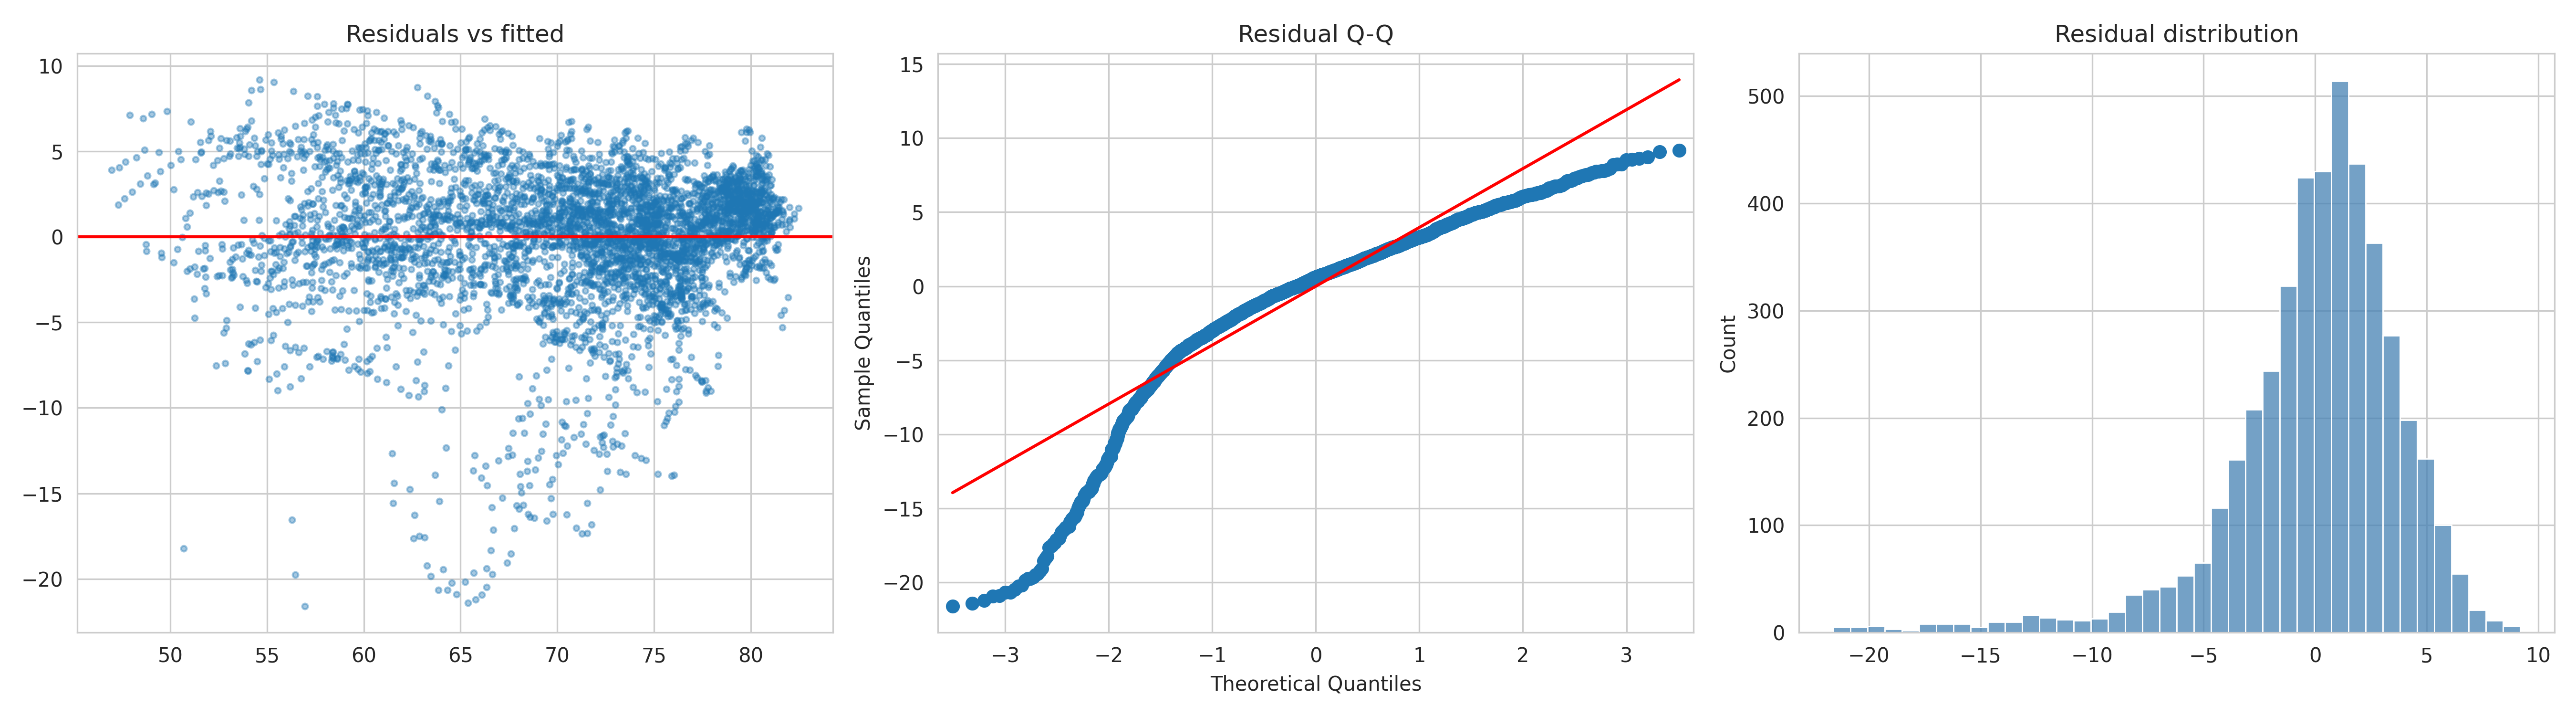 Residuals vs fitted
10
5
0
−5
−10
−15
−20
50 55 60 65 70 75 80
Residual Q-Q
Sample Quantiles
15
10
5
0
−5
−10
−15
−20
−3 −2 −1 0 1 2 3
Theoretical Quantiles
Residual distribution
Count
500
400
300
200
100
0
−20 −15 −10 −5 0 5 10